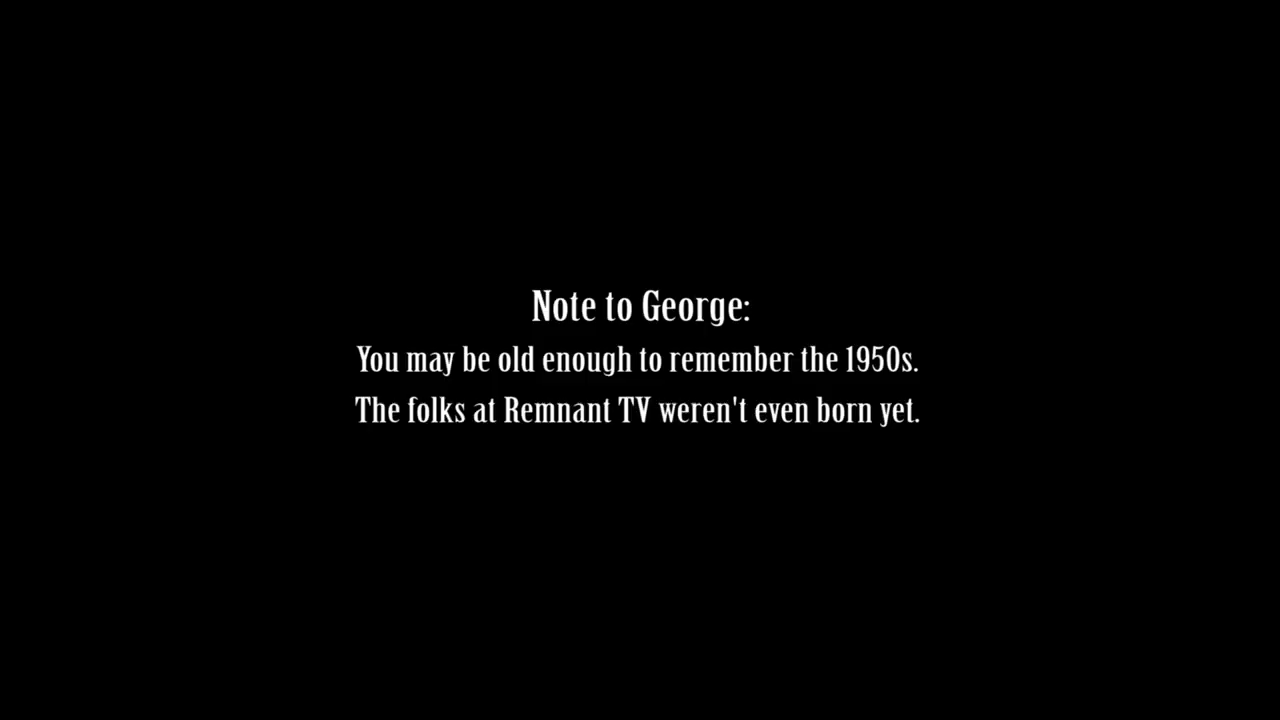 Note to George:
You may be old enough to remember the 1950s.
The folks at Remnant TV weren't even born yet.